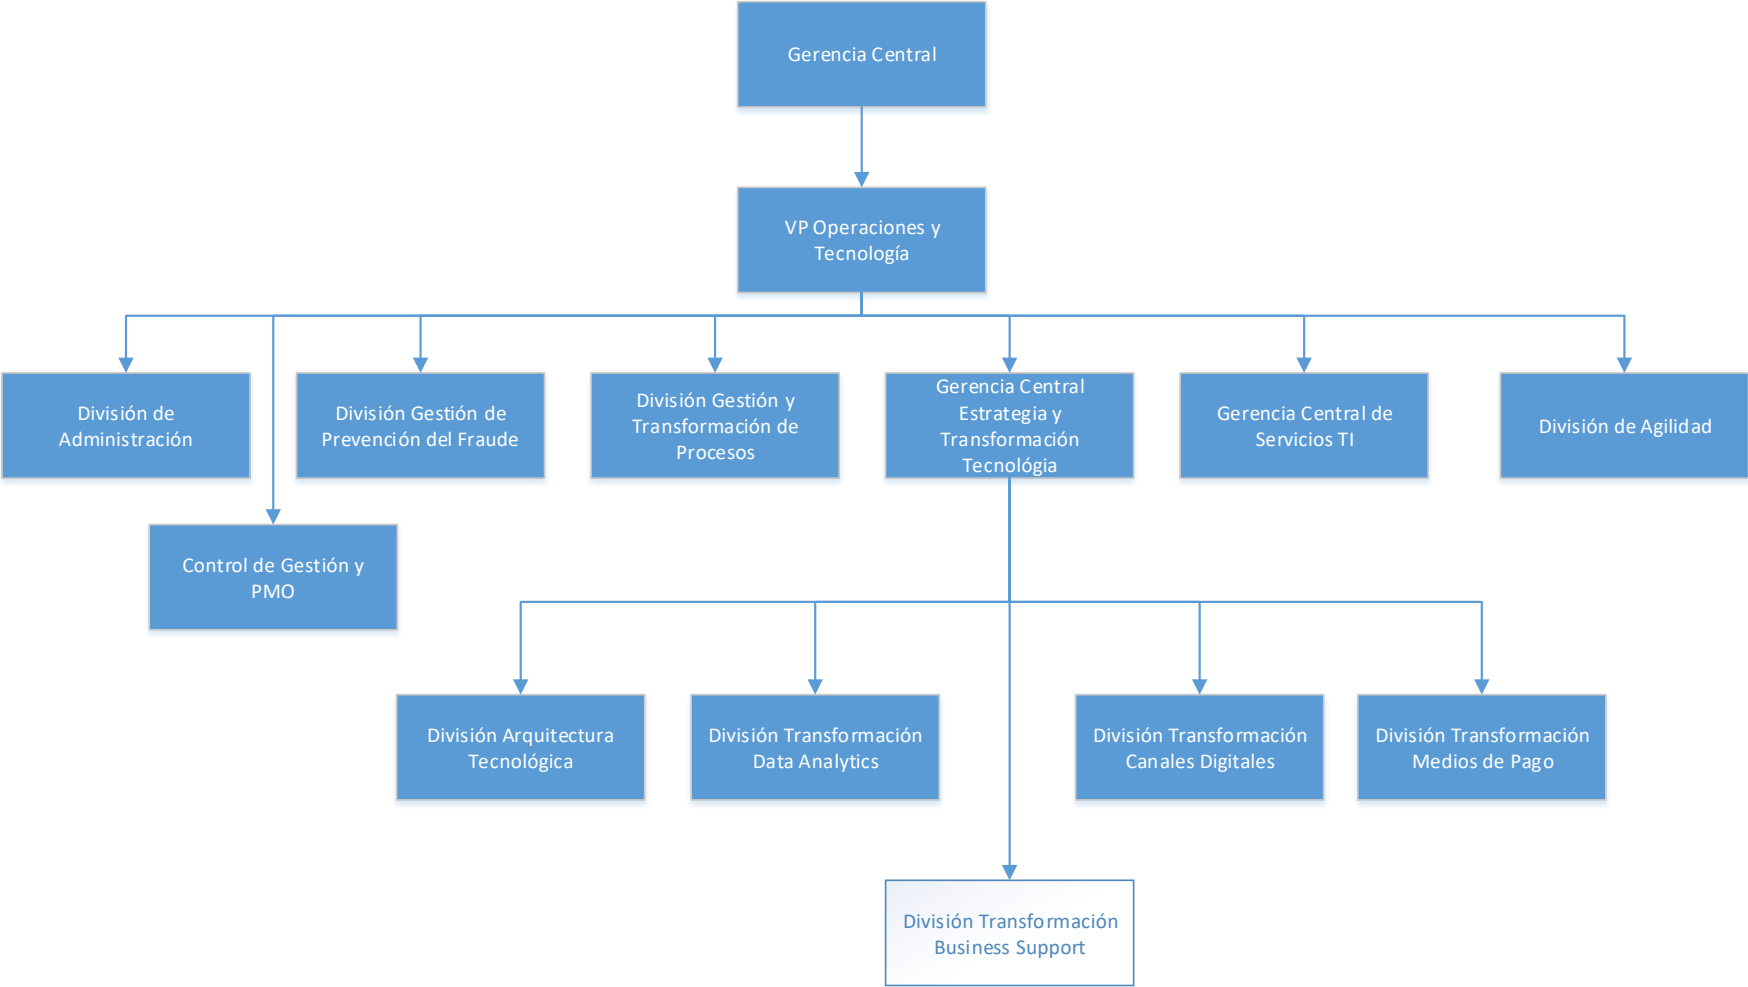 Gerencia Central
VP Operaciones y
Tecnología
División de
Administración
División Gestión de
Prevención del Fraude
División Gestión y
Transformación de
Procesos
Gerencia Central
Estrategia y
Transformación
Tecnológia
Gerencia Central de
Servicios TI
División de Agilidad
Control de Gestión y
PMO
División Arquitectura
Tecnológica
División Transformación
Data Analytics
División Transformación
Canales Digitales
División Transformación
Medios de Pago
División Transformación
Business Support